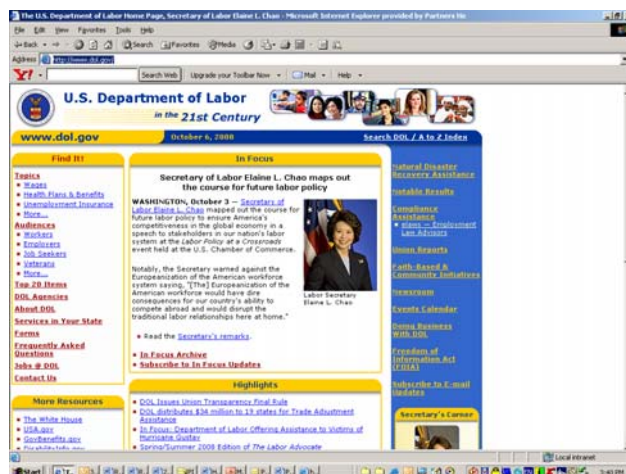 The U.S. Department of Labor Home Page, Secretary of Labor Elaine L. Chao - Microsoft Internet Explorer provided by Partners
File Edit View Favorites Tools Help
Back Search Favorites Media
Address http://www.dol.gov/
Y! Search Web Upgrade your Toolbar Now Mail Help
U.S. Department of Labor
in the 21st Century
www.dol.gov October 6, 2008 Search DOL / A to Z Index
Find It!
Topics
Wages
Health Plans & Benefits
Unemployment Insurance
More...
Audiences
Workers
Employers
Job Seekers
Veterans
More...
Top 20 Items
DOL Agencies
About DOL
Services in Your State
Forms
Frequently Asked
Questions
Jobs @ DOL
Contact Us
More Resources
The White House
USA.gov
GovBenefits.gov
DisabilityInfo.gov
In Focus
Secretary of Labor Elaine L. Chao maps out
the course for future labor policy
WASHINGTON, October 3 — Secretary of
Labor Elaine L. Chao mapped out the course for
future labor policy to ensure America's
competitiveness in the global economy in a
speech to stakeholders in our nation's labor
system at the Labor Policy at a Crossroads
event held at the U.S. Chamber of Commerce.
Notably, the Secretary warned against the
Europeanization of the American workforce
system saying, "[The] Europeanization of the
American workforce would have dire
consequences for our country's ability to
compete abroad and would disrupt the
traditional labor relationships here at home."
Read the Secretary's remarks.
In Focus Archive
Subscribe to In Focus Updates
Labor Secretary
Elaine L. Chao
Highlights
DOL Issues Union Transparency Final Rule
DOL distributes $34 million to 19 states for Trade Adjustment
Assistance
In Focus: Department of Labor Offering Assistance to Victims of
Hurricane Gustav
Spring/Summer 2008 Edition of The Labor Advocate
Natural Disaster
Recovery Assistance
Notable Results
Compliance
Assistance
elaws — Employment
Law Advisors
Union Reports
Faith-Based &
Community Initiatives
Newsroom
Events Calendar
Doing Business
With DOL
Freedom of
Information Act
(FOIA)
Subscribe to E-mail
Updates
Secretary's Corner
Local intranet
Start